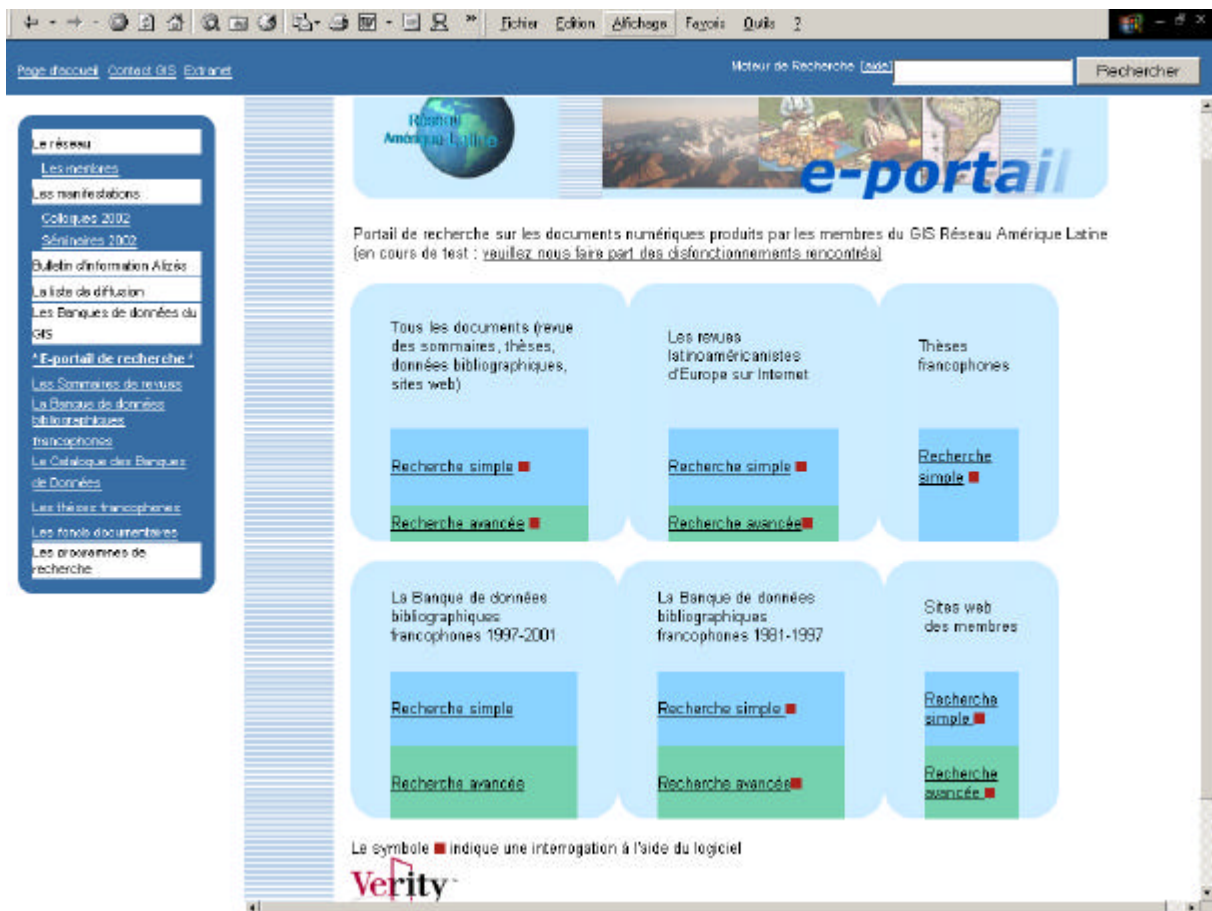 Fichier Edition Affichage Favoris Outils ?
Page d'accueil Contact GIS Extranet
Moteur de Recherche [aide]
Rechercher
Le réseau
Les membres
Les manifestations
Colloques 2002
Séminaires 2002
Bulletin d'information Alizés
La liste de diffusion
Les Banques de données du
GIS
* E-portail de recherche *
Les Sommaires de revues
La Banque de données
bibliographiques
francophones
Le Catalogue des Banques
de Données
Les thèses francophones
Les fonds documentaires
Les programmes de
recherche
Réseau
Amérique Latine
e-portail
Portail de recherche sur les documents numériques produits par les membres du GIS Réseau Amérique Latine
(en cours de test : veuillez nous faire part des disfonctionnements rencontrés)
Tous les documents (revue
des sommaires, thèses,
données bibliographiques,
sites web)
Recherche simple
Recherche avancée
Les revues
latinoaméricanistes
d'Europe sur Internet
Recherche simple
Recherche avancée
Thèses
francophones
Recherche
simple
La Banque de données
bibliographiques
francophones 1997-2001
Recherche simple
Recherche avancée
La Banque de données
bibliographiques
francophones 1981-1997
Recherche simple
Recherche avancée
Sites web
des membres
Recherche
simple
Recherche
avancée
Le symbole ■ indique une interrogation à l'aide du logiciel
Verity